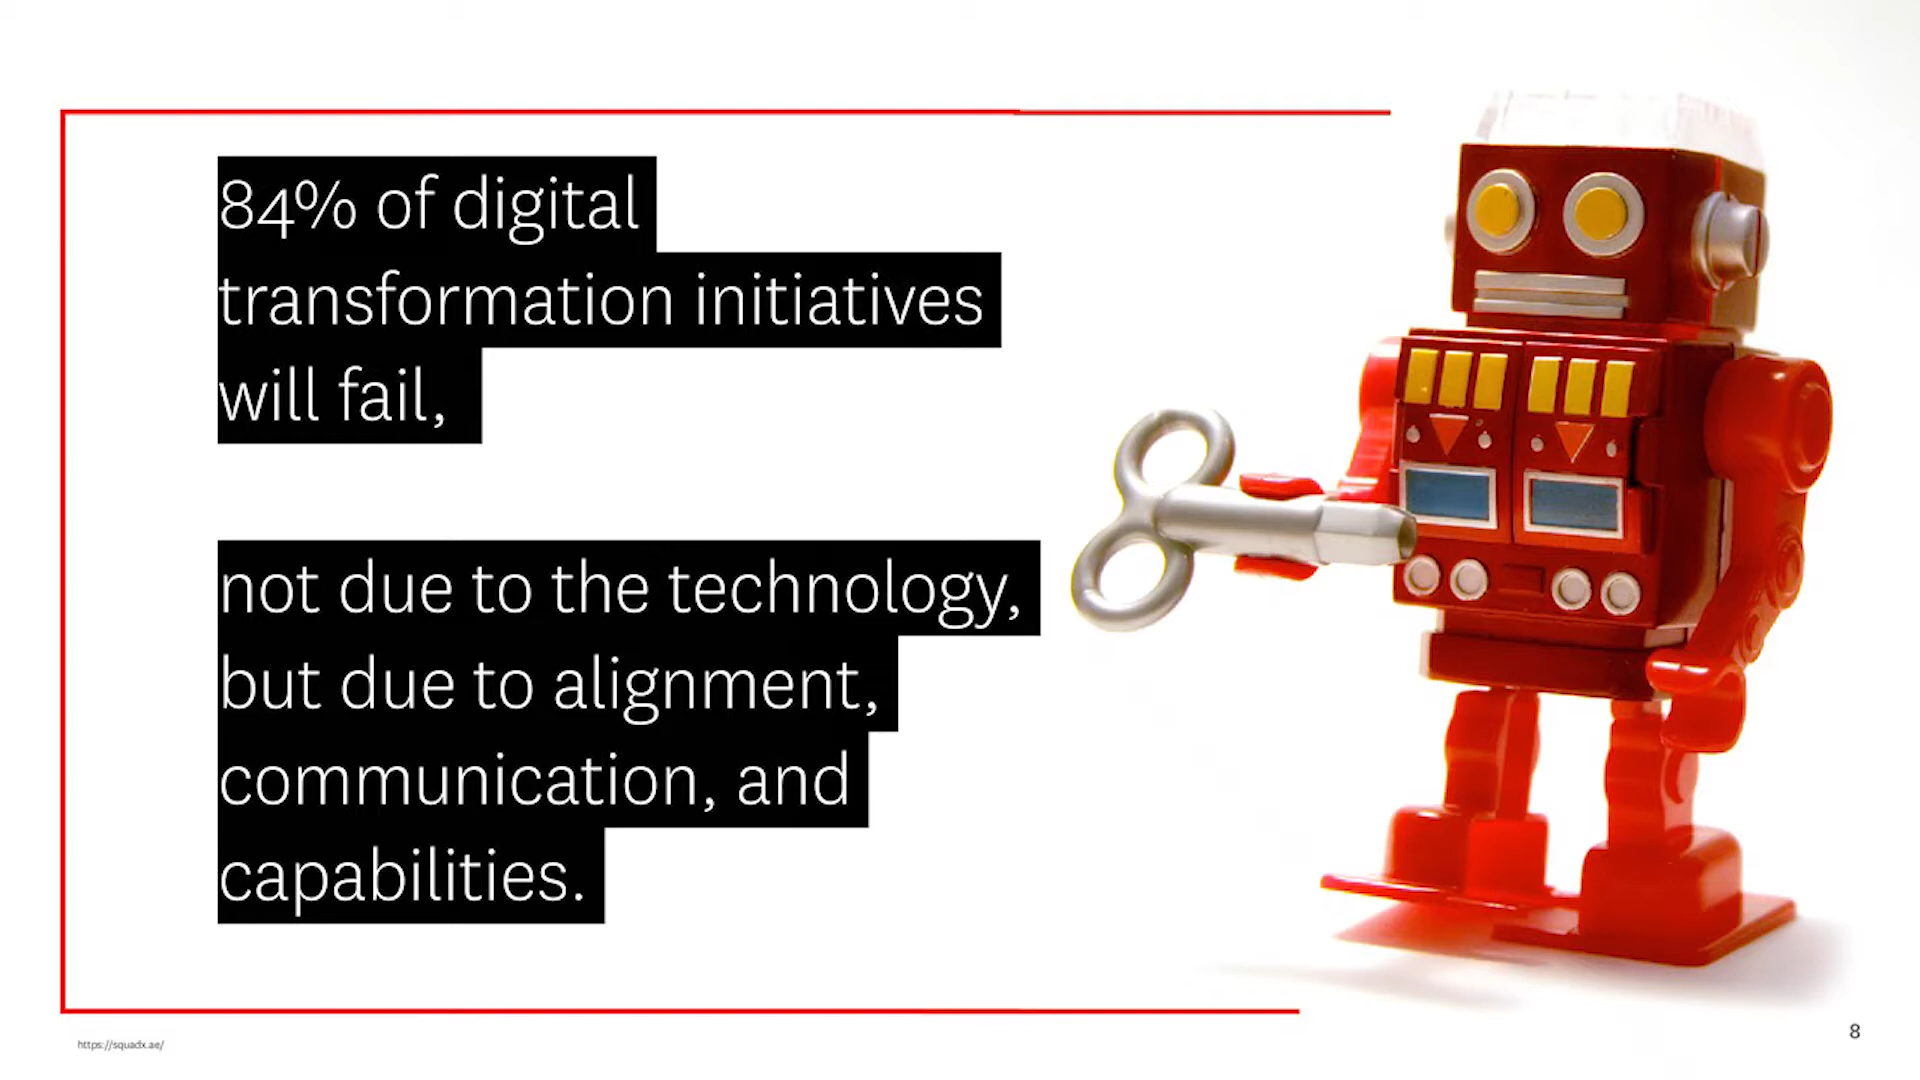 84% of digital
transformation initiatives
will fail,
not due to the technology,
but due to alignment,
communication, and
capabilities.
https://squadx.ae/
8